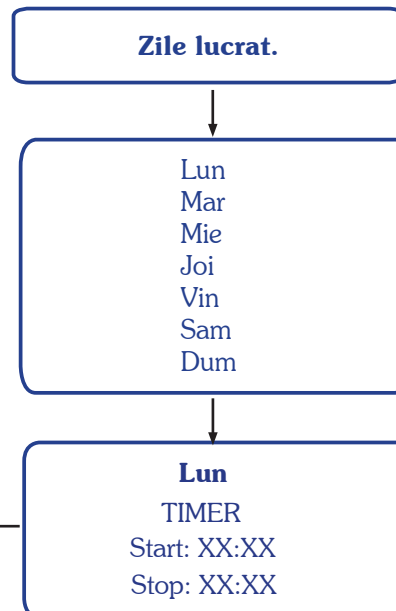 Zile lucrat.
Lun
Mar
Mie
Joi
Vin
Sam
Dum
Lun
TIMER
Start: XX:XX
Stop: XX:XX